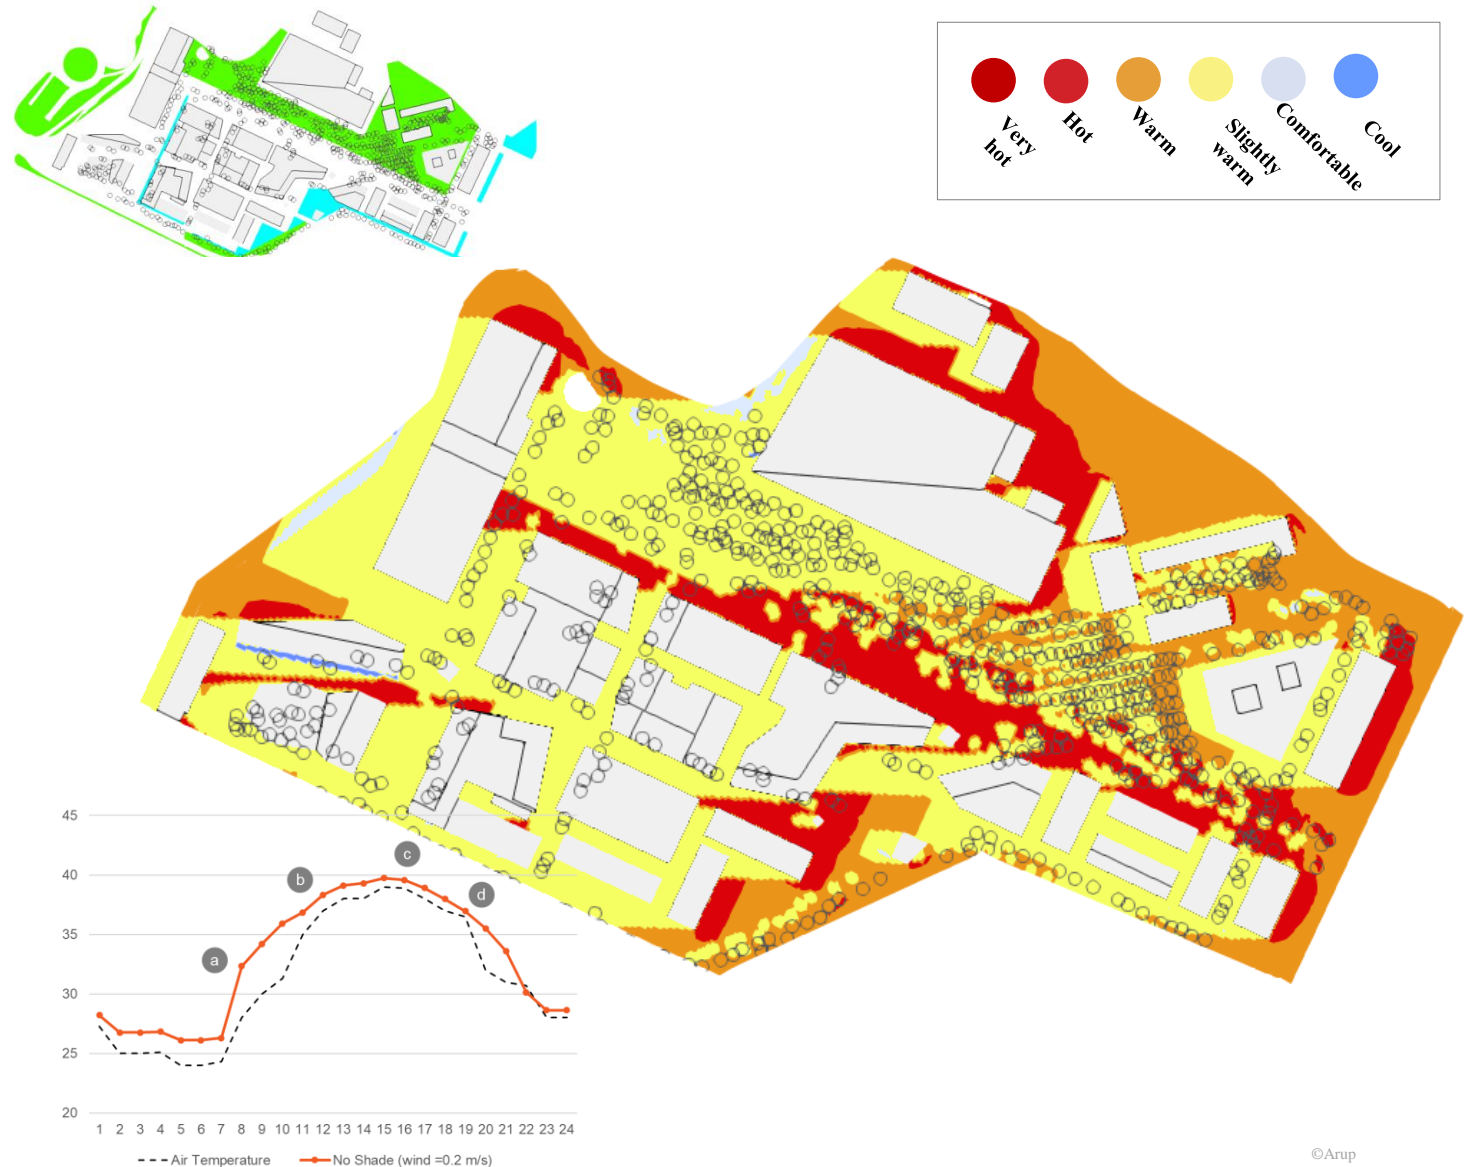 Very
hot
Hot
Warm
Slightly
warm
Comfortable
Cool
45
40
35
30
25
20
a
b
c
d
1 2 3 4 5 6 7 8 9 10 11 12 13 14 15 16 17 18 19 20 21 22 23 24
Air Temperature
No Shade (wind =0.2 m/s)
©Arup